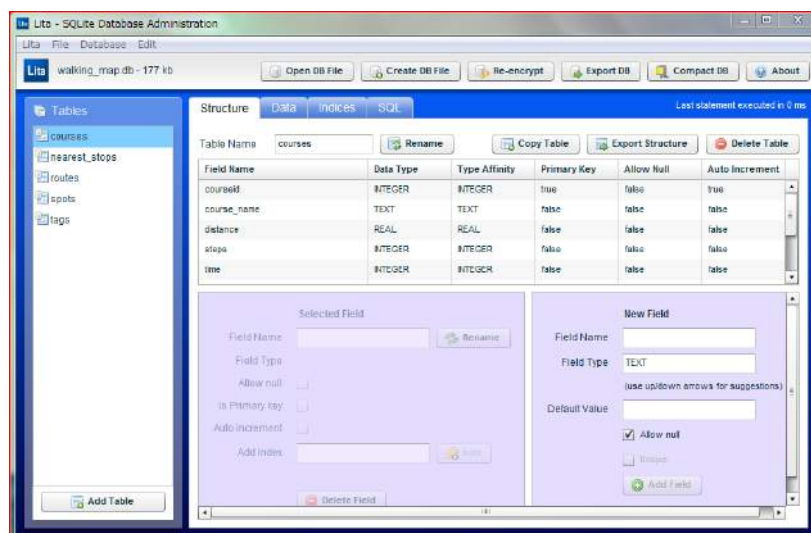 Lita - SQLite Database Administration
Lita File Database Edit
Lita walking_map.db - 177 kb Open DB File Create DB File Re-encrypt Export DB Compact DB About
Tables
courses
nearest_stops
routes
spots
tags
Add Table
Structure Data Indices SQL Last statement executed in 0 ms
Table Name courses Rename Copy Table Export Structure Delete Table
Field Name Data Type Type Affinity Primary Key Allow Null Auto Increment
courseid INTEGER INTEGER true false true
course_name TEXT TEXT false false false
distance REAL REAL false false false
steps INTEGER INTEGER false false false
time INTEGER INTEGER false false false
Selected Field
Field Name Rename
Field Type
Allow null
Is Primary key
Auto increment
Add Index Add
Delete Field
New Field
Field Name
Field Type TEXT
(use up/down arrows for suggestions)
Default Value
Allow null
Unique
Add Field